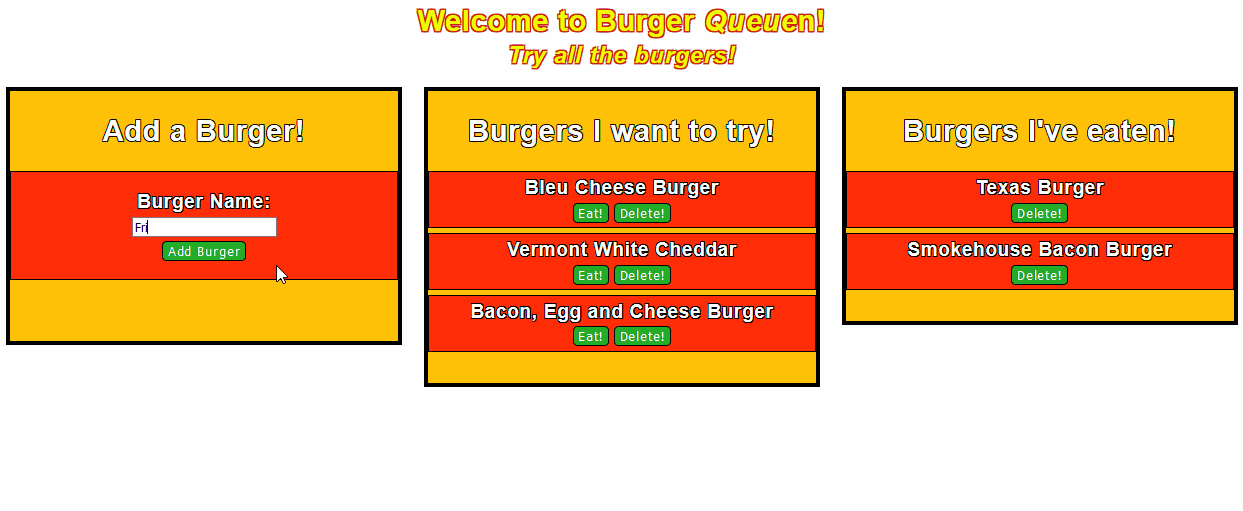 Welcome to Burger Queuen!
Try all the burgers!
Add a Burger!
Burger Name:
Fri
Add Burger
Burgers I want to try!
Bleu Cheese Burger
Eat! Delete!
Vermont White Cheddar
Eat! Delete!
Bacon, Egg and Cheese Burger
Eat! Delete!
Burgers I've eaten!
Texas Burger
Delete!
Smokehouse Bacon Burger
Delete!